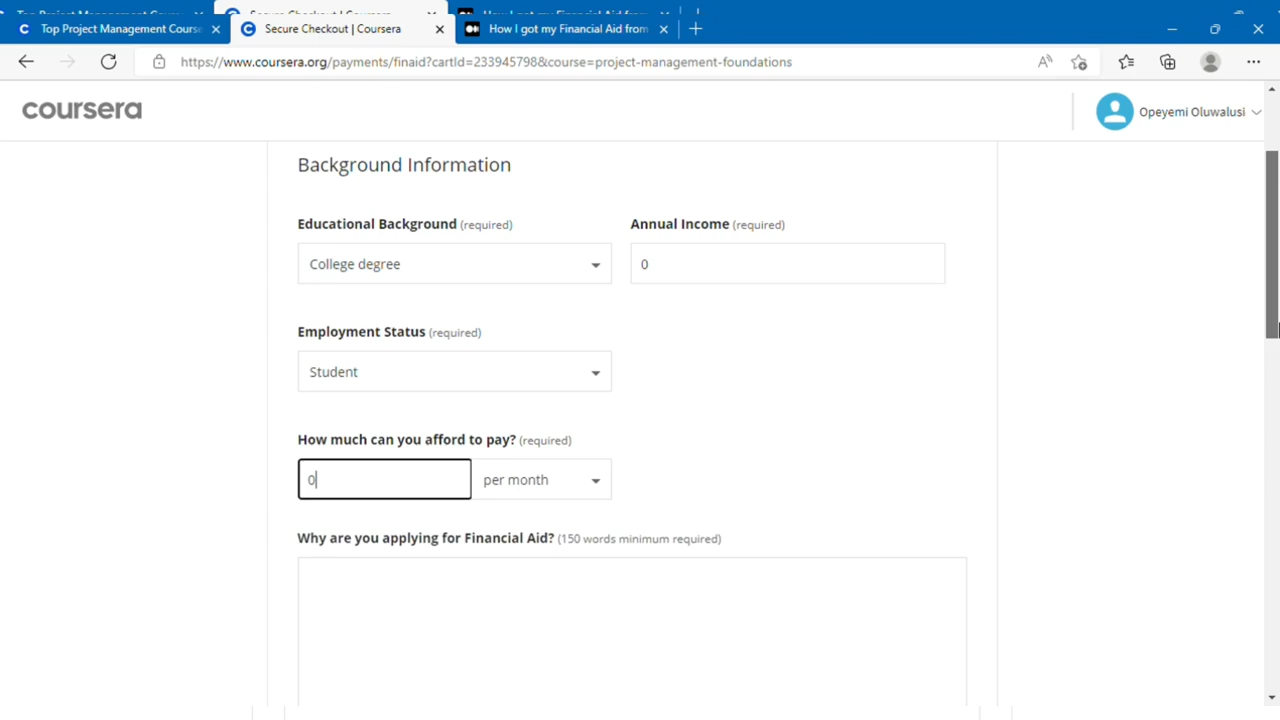 Top Project Management Course
Secure Checkout | Coursera
How I got my Financial Aid from
https://www.coursera.org/payments/finaid?cartId=233945798&course=project-management-foundations
coursera
Opeyemi Oluwalusi
Background Information
Educational Background (required)
Annual Income (required)
College degree
0
Employment Status (required)
Student
How much can you afford to pay? (required)
0
per month
Why are you applying for Financial Aid? (150 words minimum required)